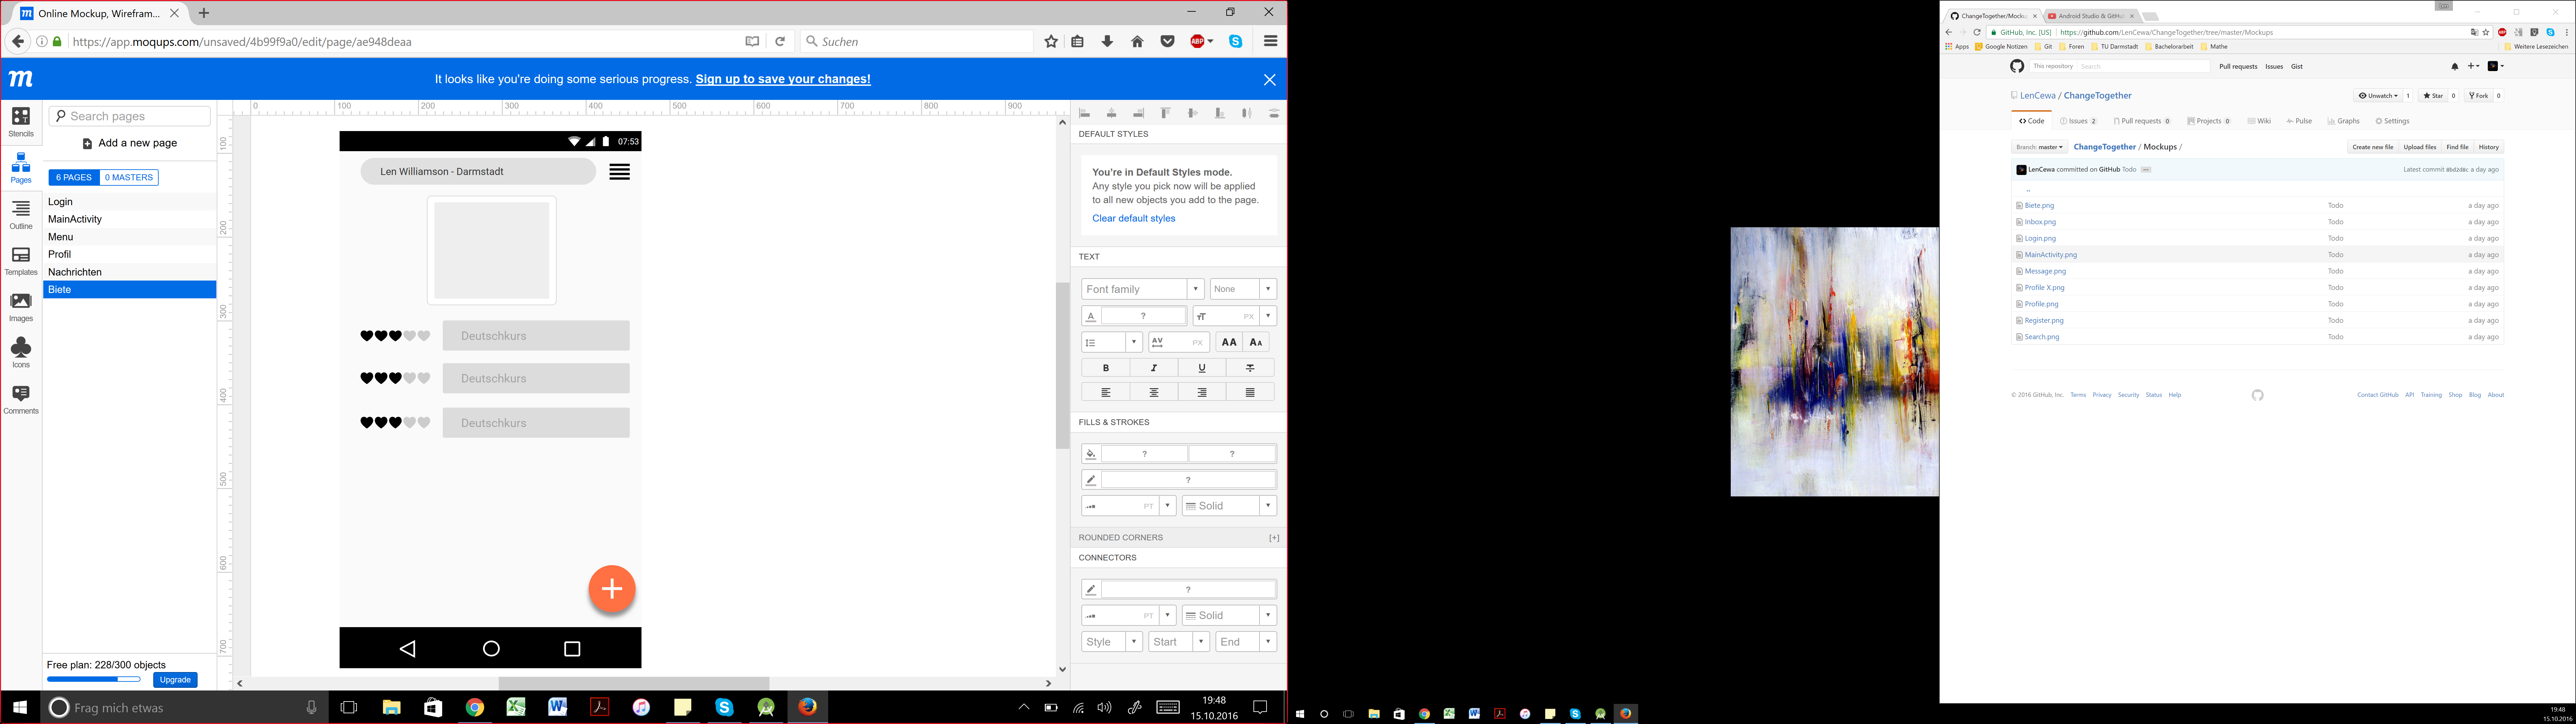 Online Mockup, Wirefram...
https://app.moqups.com/unsaved/4b99f9a0/edit/page/ae948deaa
Suchen
ABP
It looks like you're doing some serious progress. Sign up to save your changes!
Stencils
Pages
Outline
Templates
Images
Icons
Comments
Search pages
Add a new page
6 PAGES 0 MASTERS
Login
MainActivity
Menu
Profil
Nachrichten
Biete
Free plan: 228/300 objects
Upgrade
0 100 200 300 400 500 600 700 800 900
100
200
300
400
500
600
700
07:53
Len Williamson - Darmstadt
Deutschkurs
Deutschkurs
Deutschkurs
DEFAULT STYLES
You're in Default Styles mode.
Any style you pick now will be applied
to all new objects you add to the page.
Clear default styles
TEXT
Font family None
A ? TT PX
AV PX AA AA
B I U T
FILLS & STROKES
? ?
?
PT Solid
ROUNDED CORNERS [+]
CONNECTORS
?
PT Solid
Style Start End
Frag mich etwas
19:48
15.10.2016
ChangeTogether/Mocku Android Studio & GitHub
GitHub, Inc. [US] https://github.com/LenCewa/ChangeTogether/tree/master/Mockups
Apps Google Notizen Git Foren TU Darmstadt Bachelorarbeit Mathe Weitere Lesezeichen
This repository Search Pull requests Issues Gist
LenCewa / ChangeTogether
Unwatch 1 Star 0 Fork 0
Code Issues 2 Pull requests 0 Projects 0 Wiki Pulse Graphs Settings
Branch: master ChangeTogether / Mockups / Create new file Upload files Find file History
LenCewa committed on GitHub Todo Latest commit a day ago
..
Biete.png Todo a day ago
Inbox.png Todo a day ago
Login.png Todo a day ago
MainActivity.png Todo a day ago
Message.png Todo a day ago
Profile X.png Todo a day ago
Profile.png Todo a day ago
Register.png Todo a day ago
Search.png Todo a day ago
© 2016 GitHub, Inc. Terms Privacy Security Status Help Contact GitHub API Training Shop Blog About
19:48
15.10.2016